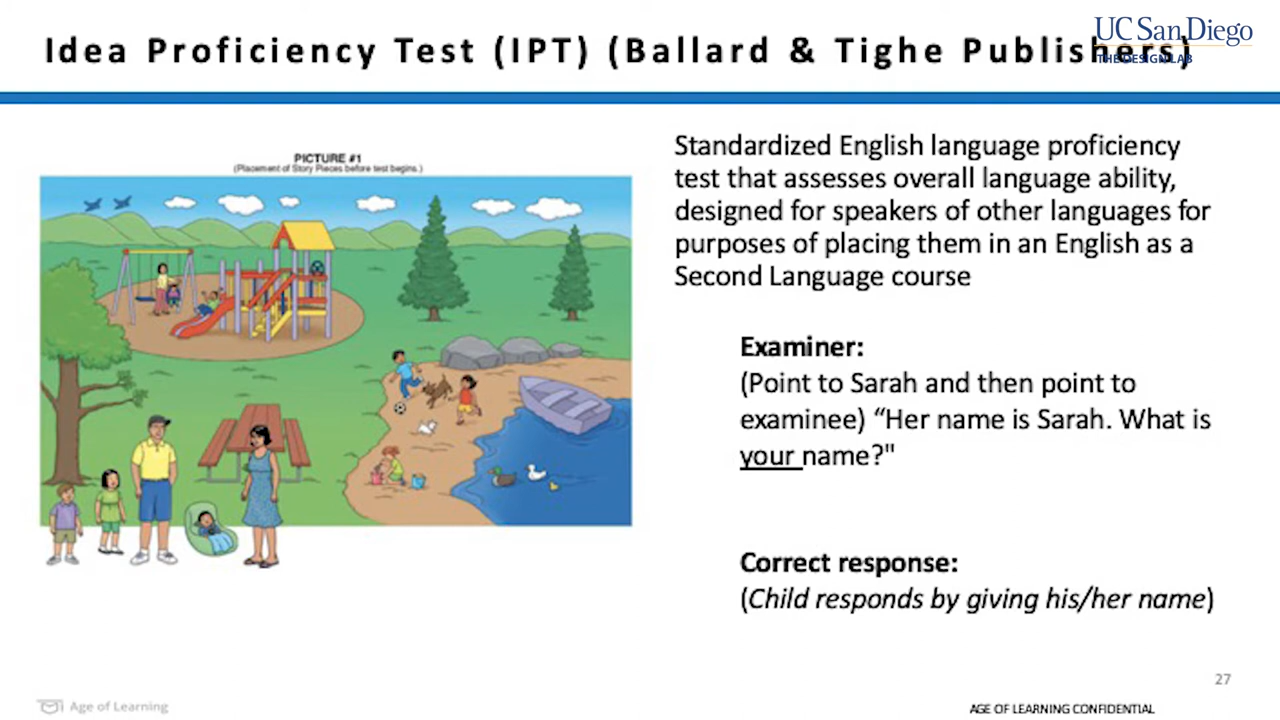 Idea Proficiency Test (IPT) (Ballard & Tighe Publishers)
UC San Diego
THE DESIGN LAB
PICTURE #1
(Placement of Story Pieces before test begins.)
Standardized English language proficiency
test that assesses overall language ability,
designed for speakers of other languages for
purposes of placing them in an English as a
Second Language course
Examiner:
(Point to Sarah and then point to
examinee) “Her name is Sarah. What is
your name?"
Correct response:
(Child responds by giving his/her name)
27
Age of Learning
AGE OF LEARNING CONFIDENTIAL